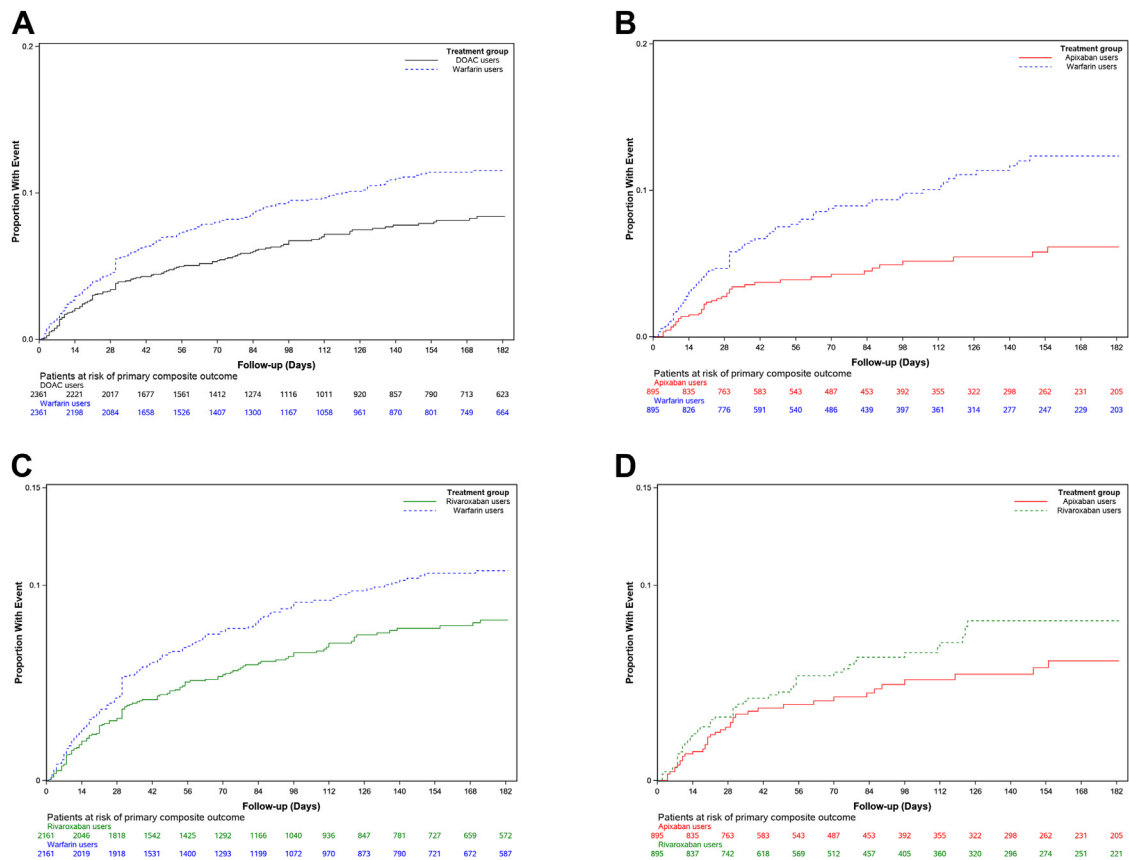 A
Treatment group
DOAC users
Warfarin users
Proportion With Event
0.2
0.1
0.0
0 14 28 42 56 70 84 98 112 126 140 154 168 182
Follow-up (Days)
Patients at risk of primary composite outcome
DOAC users
2361 2221 2017 1677 1561 1412 1274 1116 1011 920 857 790 713 623
Warfarin users
2361 2198 2084 1658 1526 1407 1300 1167 1058 961 870 801 749 664
B
Treatment group
Apixaban users
Warfarin users
Proportion With Event
0.2
0.1
0.0
0 14 28 42 56 70 84 98 112 126 140 154 168 182
Follow-up (Days)
Patients at risk of primary composite outcome
Apixaban users
895 835 763 583 543 487 453 392 355 322 298 262 231 205
Warfarin users
895 826 776 591 540 486 439 397 361 314 277 247 229 203
C
Treatment group
Rivaroxaban users
Warfarin users
Proportion With Event
0.15
0.1
0
0 14 28 42 56 70 84 98 112 126 140 154 168 182
Follow-up (Days)
Patients at risk of primary composite outcome
Rivaroxaban users
2161 2046 1818 1542 1425 1292 1166 1040 936 847 781 727 659 572
Warfarin users
2161 2019 1918 1531 1400 1293 1199 1072 970 873 790 721 672 587
D
Treatment group
Apixaban users
Rivaroxaban users
Proportion With Event
0.15
0.1
0
0 14 28 42 56 70 84 98 112 126 140 154 168 182
Follow-up (Days)
Patients at risk of primary composite outcome
Apixaban users
895 835 763 583 543 487 453 392 355 322 298 262 231 205
Rivaroxaban users
895 837 742 618 569 512 457 405 360 320 296 274 251 221